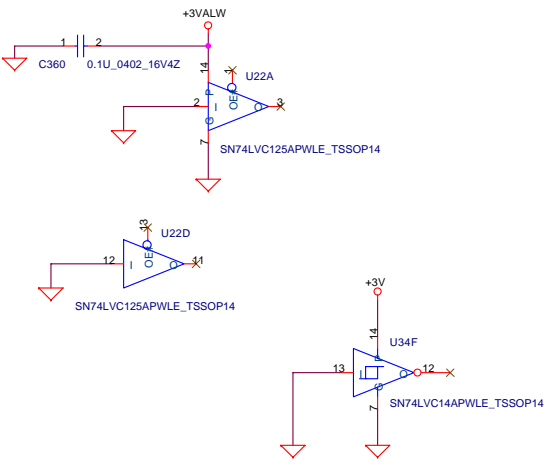 +3VALW
1 2
C360 0.1U_0402_16V4Z
14
1
U22A
P
OE#
2 I O 3
G
7
SN74LVC125APWLE_TSSOP14
13
U22D
OE#
12 I O 11
SN74LVC125APWLE_TSSOP14
+3V
14
U34F
P
13 I O 12
G
SN74LVC14APWLE_TSSOP14
7